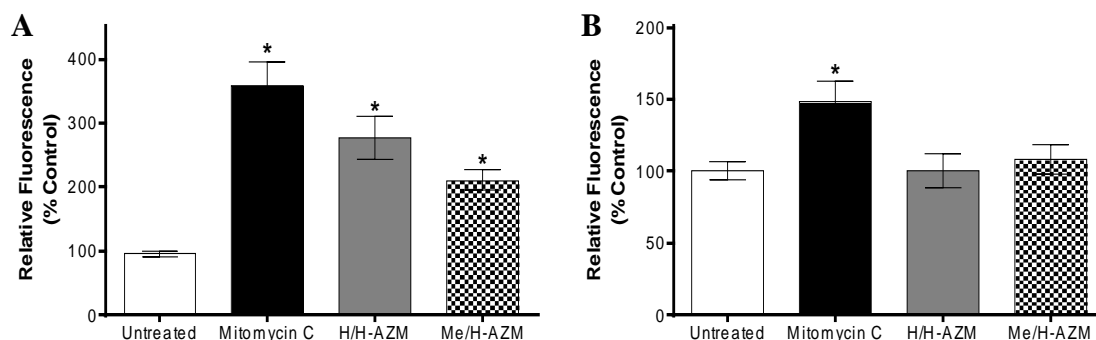 A
Relative Fluorescence
(% Control)
400
300
200
100
0
*
*
*
Untreated
Mitomycin C
H/H-AZM
Me/H-AZM
B
Relative Fluorescence
(% Control)
200
150
100
50
0
*
Untreated
Mitomycin C
H/H-AZM
Me/H-AZM